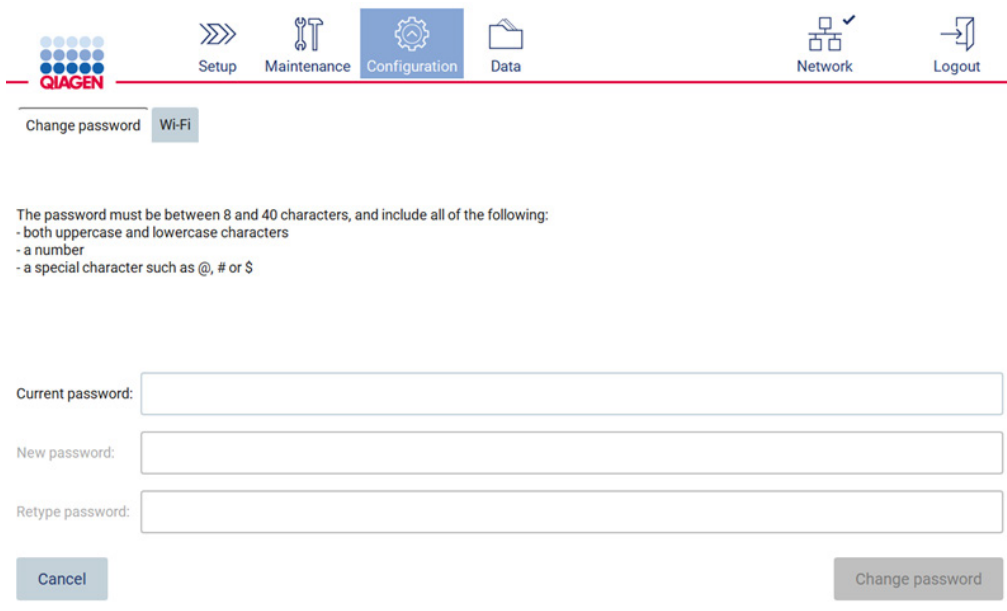 QIAGEN
Setup
Maintenance
Configuration
Data
Network
Logout
Change password
Wi-Fi
The password must be between 8 and 40 characters, and include all of the following:
- both uppercase and lowercase characters
- a number
- a special character such as @, # or $
Current password:
New password:
Retype password:
Cancel
Change password